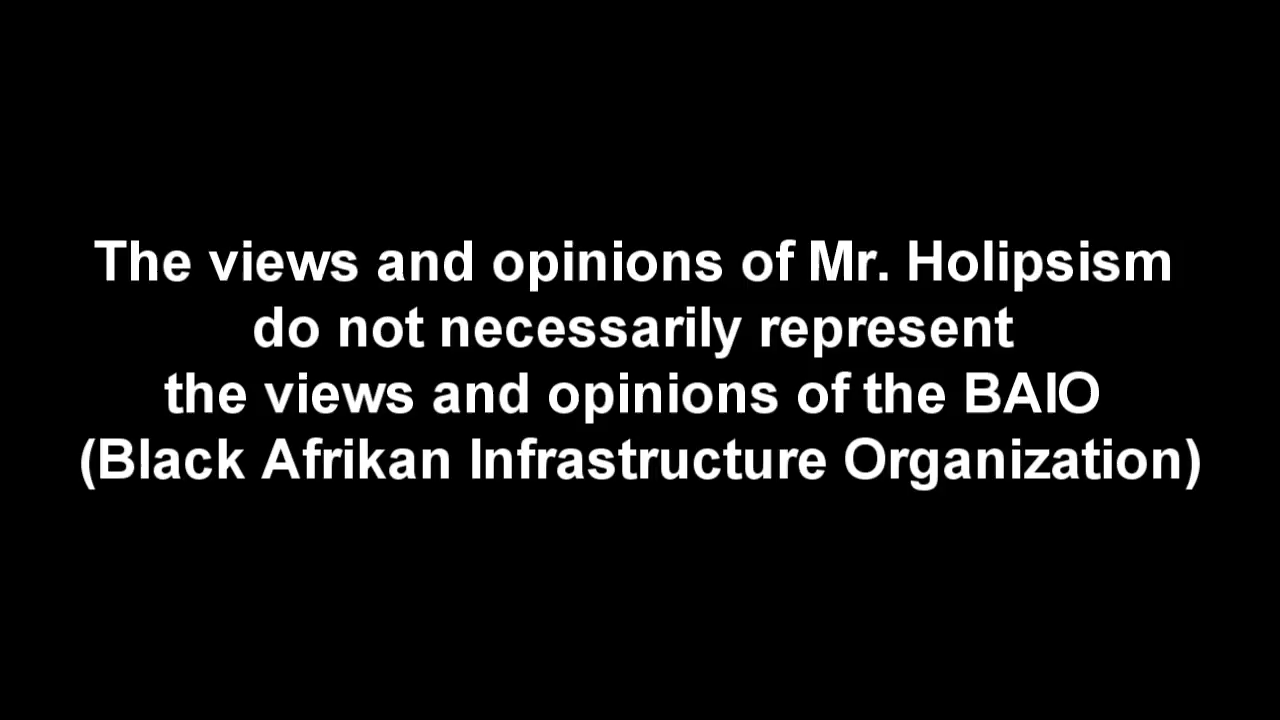 The views and opinions of Mr. Holipsism
do not necessarily represent
the views and opinions of the BAIO
(Black Afrikan Infrastructure Organization)